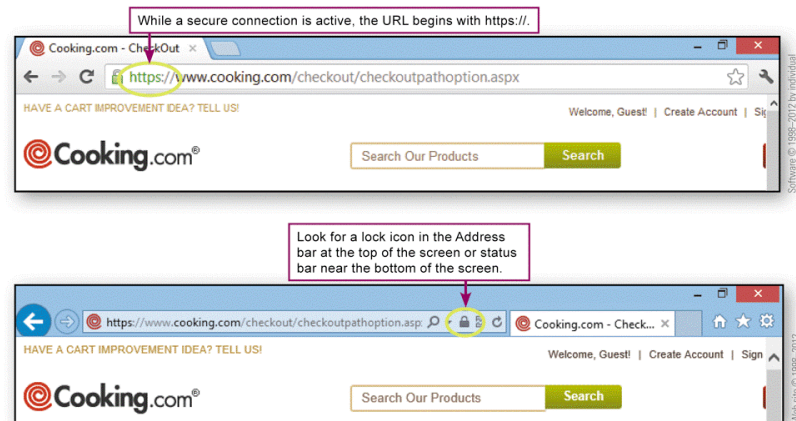 While a secure connection is active, the URL begins with https://.
Cooking.com - CheckOut ×
https://www.cooking.com/checkout/checkoutpathoption.aspx
HAVE A CART IMPROVEMENT IDEA? TELL US!
Welcome, Guest! | Create Account |
Cooking.com®
Search Our Products
Search
Software © 1998–2012 by individual
Look for a lock icon in the Address
bar at the top of the screen or status
bar near the bottom of the screen.
https://www.cooking.com/checkout/checkoutpathoption.asp
Cooking.com - Check... ×
HAVE A CART IMPROVEMENT IDEA? TELL US!
Welcome, Guest! | Create Account | Sign
Cooking.com®
Search Our Products
Search